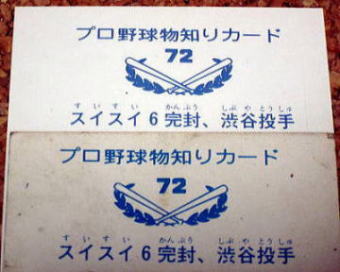 プロ野球物知りカード
72
すいすい かんぷう しぶやとうしゅ
スイスイ6完封、渋谷投手
プロ野球物知りカード
72
すいすい かんぷう しぶやとうしゅ
スイスイ6完封、渋谷投手